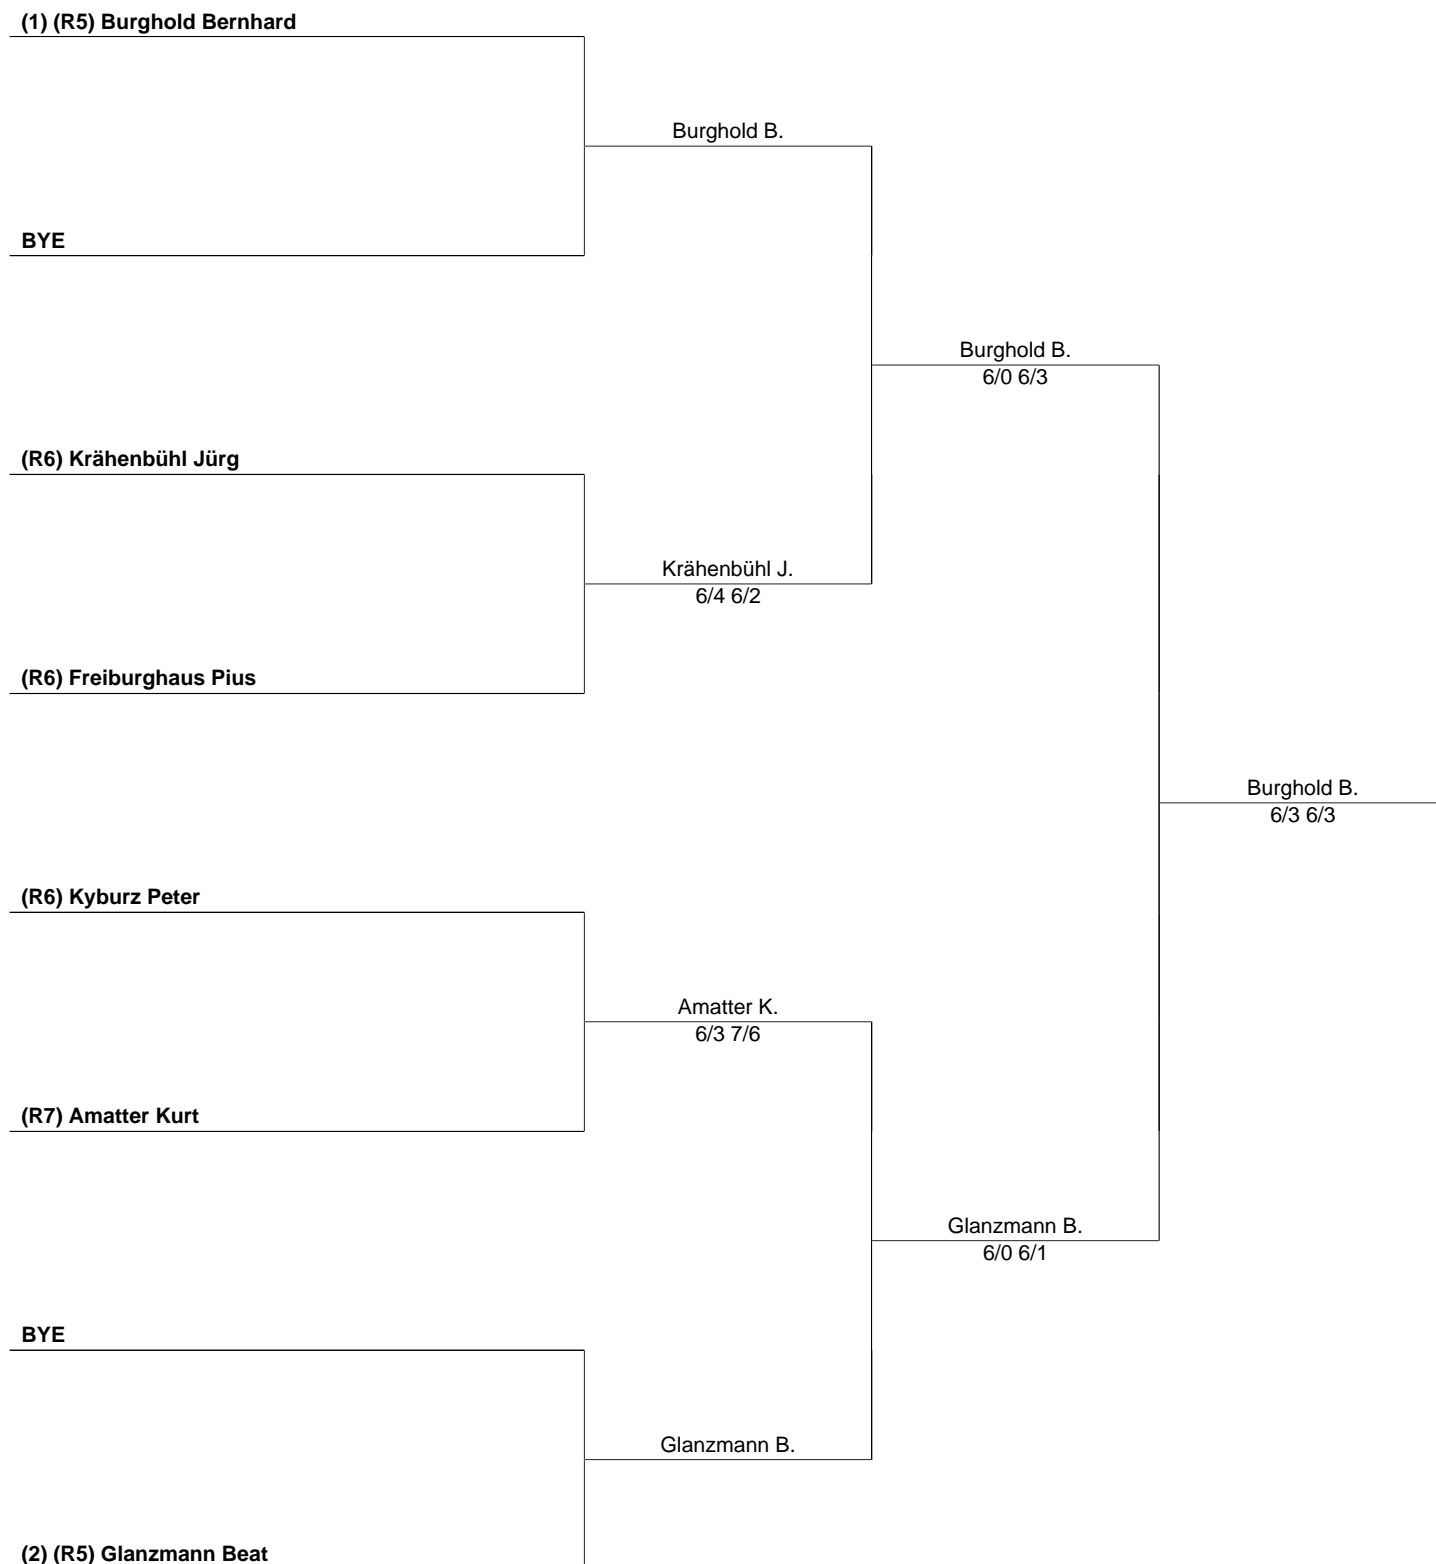 (1) (R5) Burghold Bernhard
Burghold B.
BYE
Burghold B.
6/0 6/3
(R6) Krähenbühl Jürg
Krähenbühl J.
6/4 6/2
(R6) Freiburghaus Pius
Burghold B.
6/3 6/3
(R6) Kyburz Peter
Amatter K.
6/3 7/6
(R7) Amatter Kurt
Glanzmann B.
6/0 6/1
BYE
Glanzmann B.
(2) (R5) Glanzmann Beat